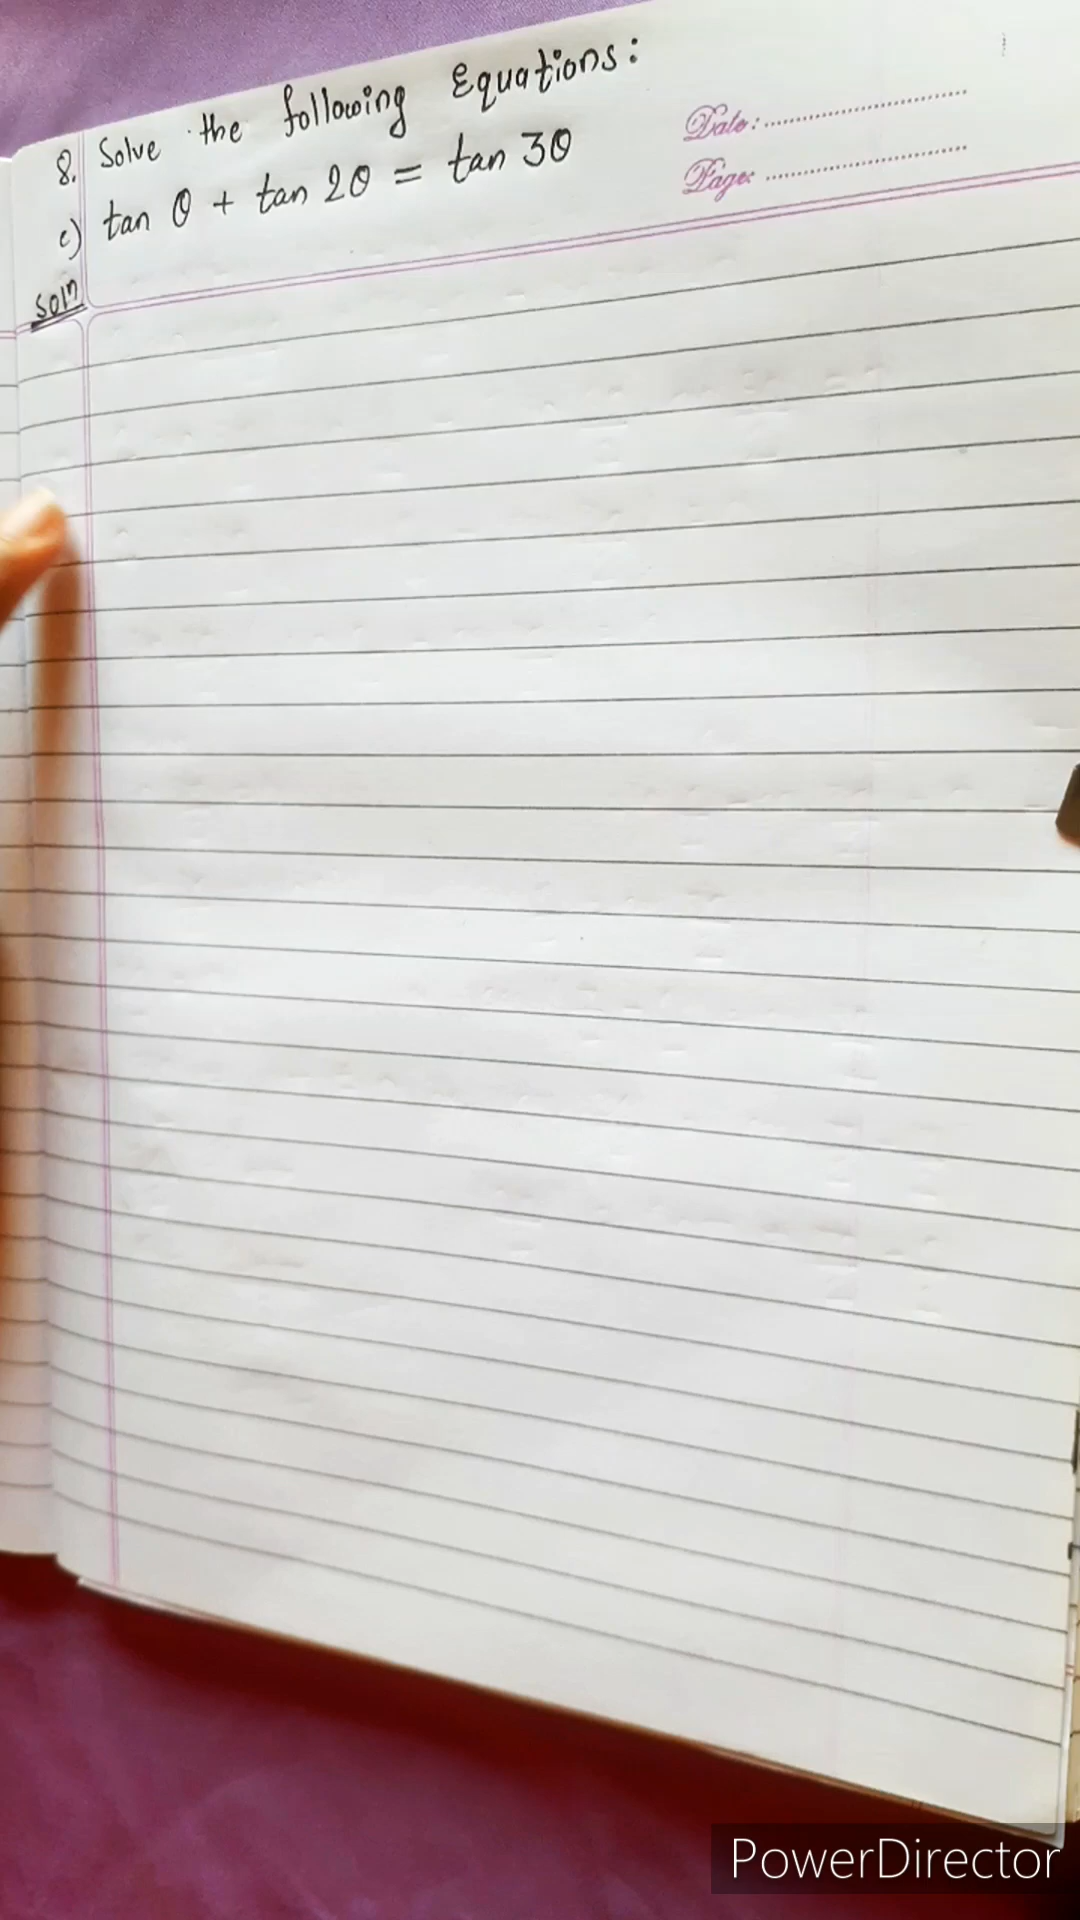 8. Solve the following Equations:
c) tan θ + tan 2θ = tan 3θ
Date: ..............................
Page: ..............................
Soln
PowerDirector